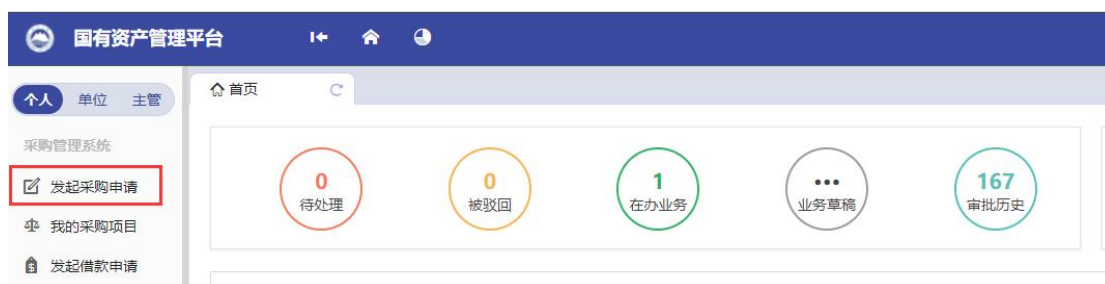 国有资产管理平台
首页
个人 单位 主管
采购管理系统
发起采购申请
我的采购项目
发起借款申请
0
待处理
0
被驳回
1
在办业务
•••
业务草稿
167
审批历史